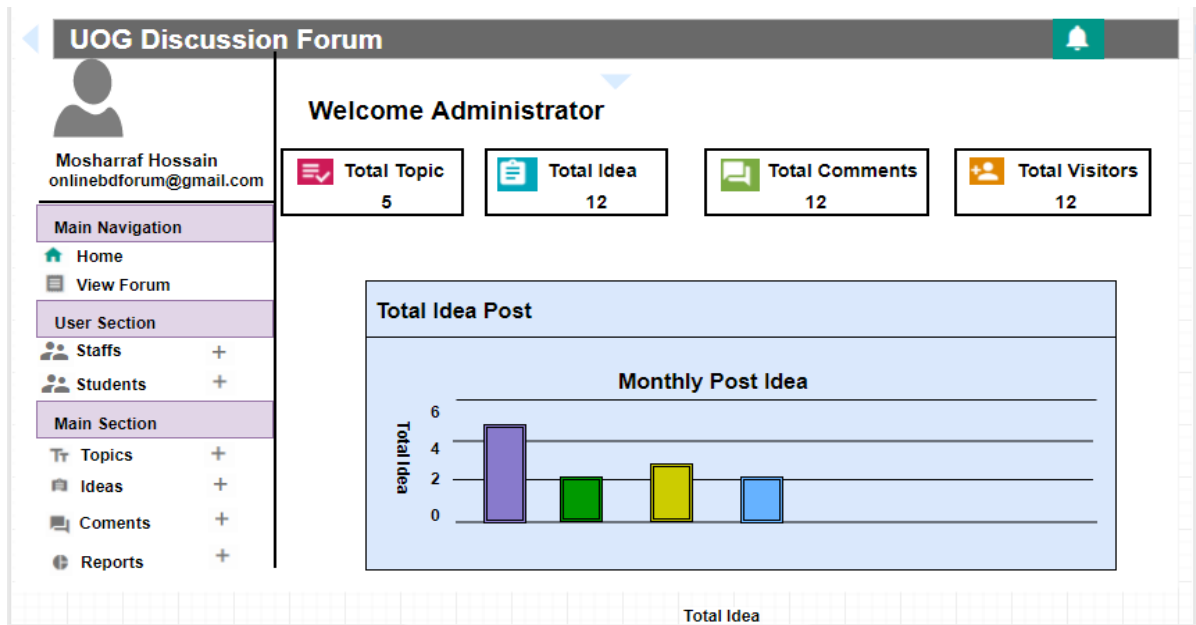 UOG Discussion Forum
Mosharraf Hossain
onlinebdforum@gmail.com
Main Navigation
Home
View Forum
User Section
Staffs +
Students +
Main Section
Topics +
Ideas +
Coments +
Reports +
Welcome Administrator
Total Topic
5
Total Idea
12
Total Comments
12
Total Visitors
12
Total Idea Post
Monthly Post Idea
Total Idea
6
4
2
0
Total Idea